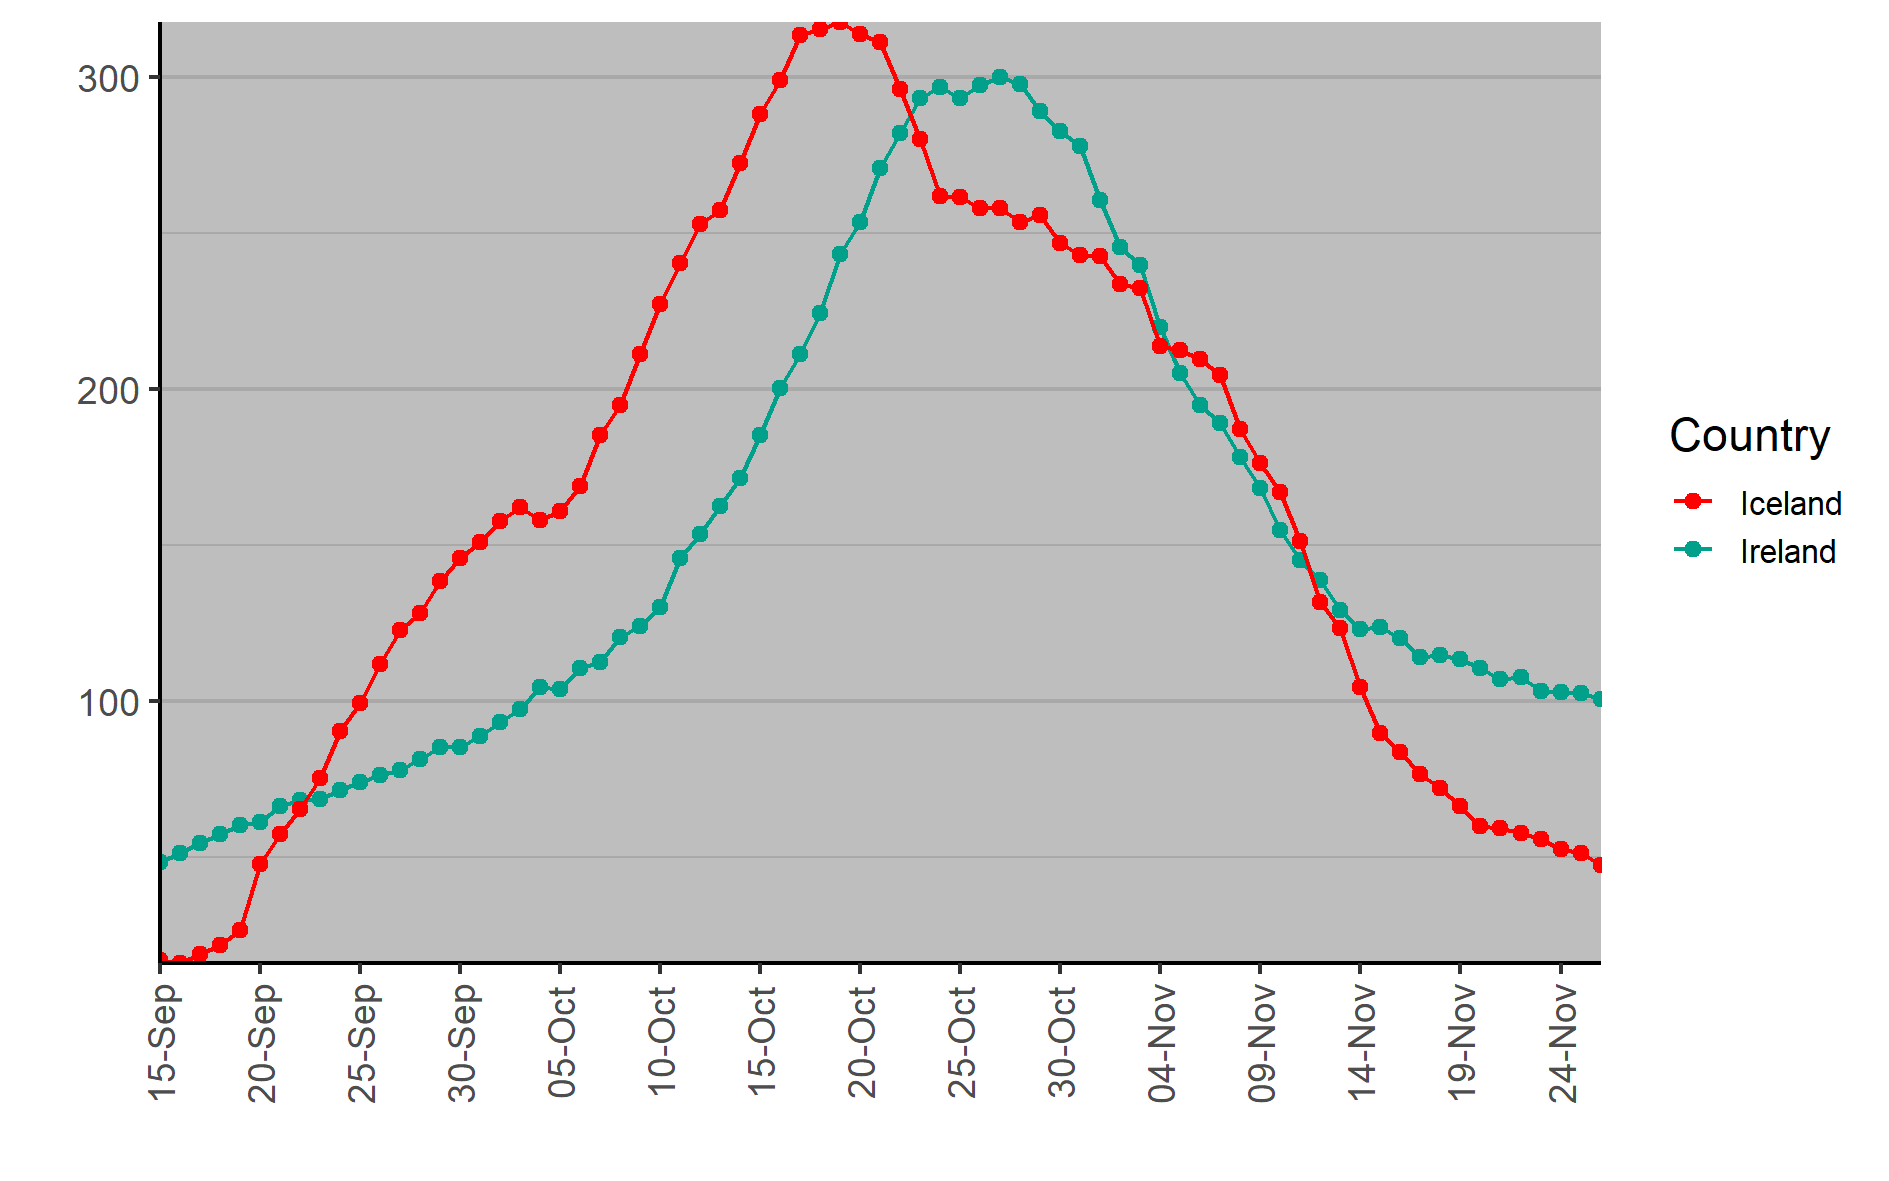 300
200
100
15-Sep
20-Sep
25-Sep
30-Sep
05-Oct
10-Oct
15-Oct
20-Oct
25-Oct
30-Oct
04-Nov
09-Nov
14-Nov
19-Nov
24-Nov
Country
Iceland
Ireland